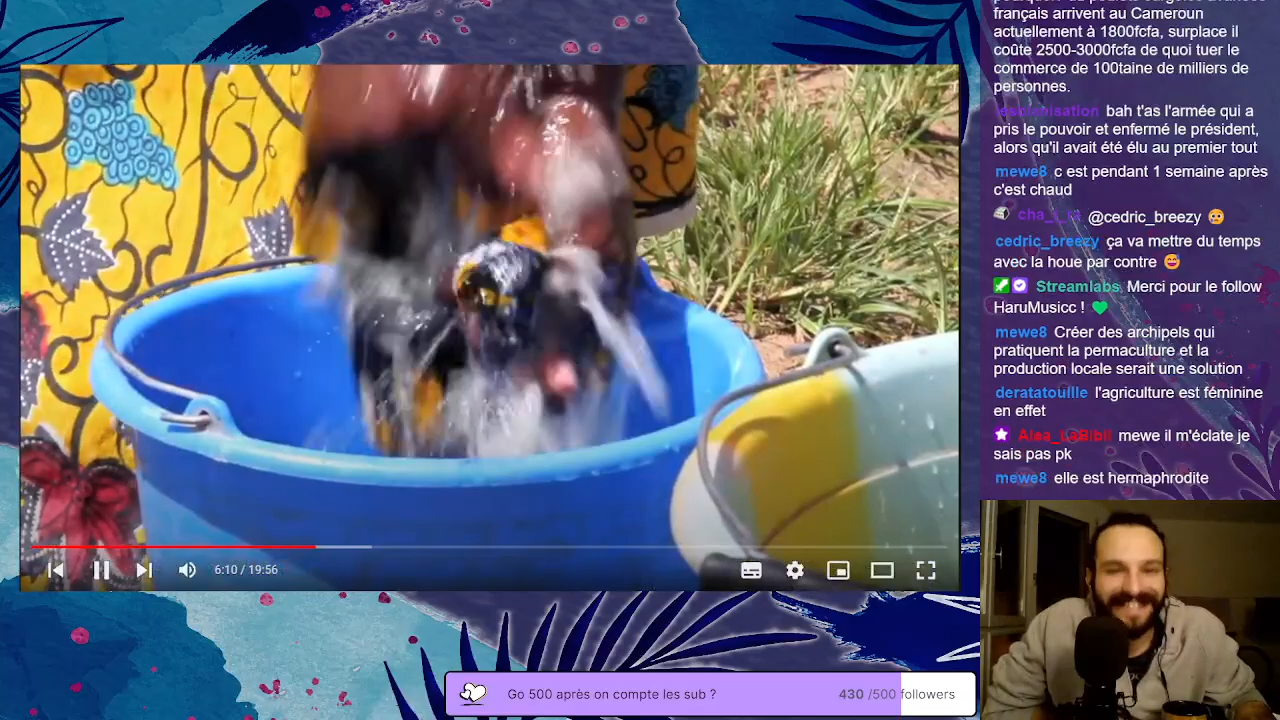 français arrivent au Cameroun
actuellement à 1800fcfa, surplace il
coûte 2500-3000fcfa de quoi tuer le
commerce de 100taine de milliers de
personnes.
bah t'as l'armée qui a
pris le pouvoir et enfermé le président,
alors qu'il avait été élu au premier tout
mewe8 c est pendant 1 semaine après
c'est chaud
@cedric_breezy
cedric_breezy ça va mettre du temps
avec la houe par contre
Streamlabs Merci pour le follow
HaruMusicc !
mewe8 Créer des archipels qui
pratiquent la permaculture et la
production locale serait une solution
deratatouille l'agriculture est féminine
en effet
Alea_LaBibli mewe il m'éclate je
sais pas pk
mewe8 elle est hermaphrodite
6:10 / 19:56
Go 500 après on compte les sub ? 430 /500 followers